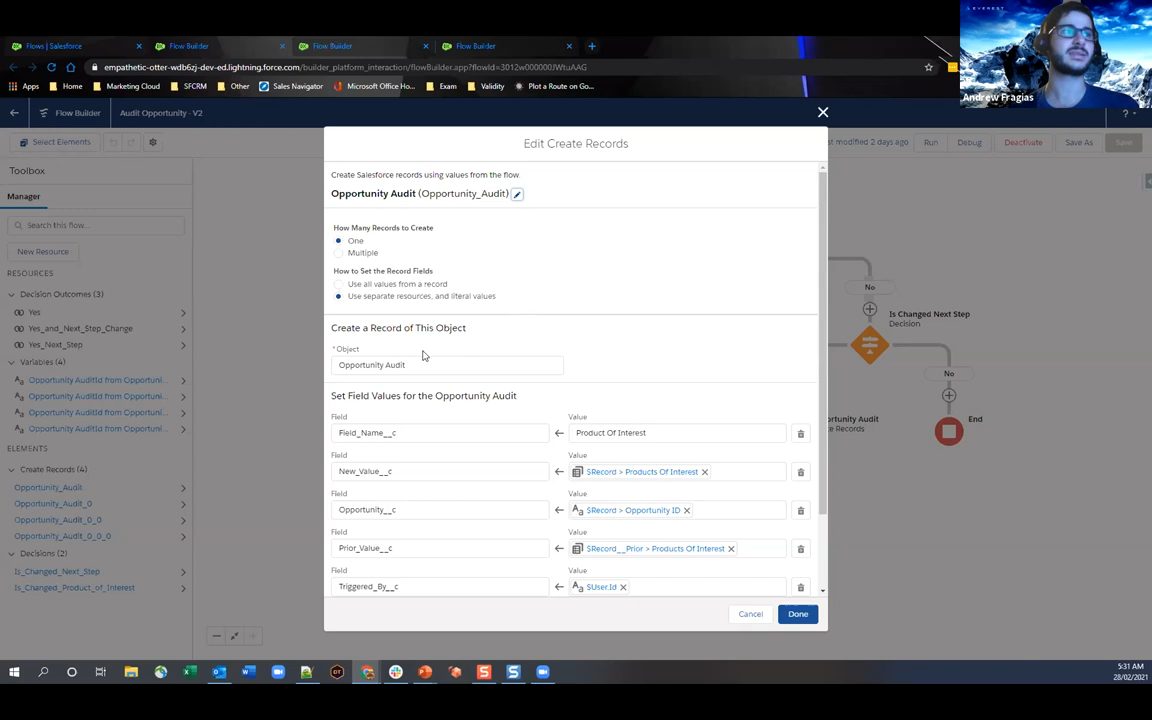 LEVEREST
Flows | Salesforce
Flow Builder
Flow Builder
Flow Builder
empathetic-otter-wdb6zj-dev-ed.lightning.force.com/builder_platform_interaction/flowBuilder.app?flowId=3012w000000JWtuAAG
Apps
Home
Marketing Cloud
SFCRM
Other
Sales Navigator
Microsoft Office Ho...
Exam
Validity
Plot a Route on Go...
Andrew Fragias
Flow Builder
Audit Opportunity - V2
?
Select Elements
modified 2 days ago
Run
Debug
Deactivate
Save As
Save
Toolbox
Manager
Search this flow...
New Resource
RESOURCES
Decision Outcomes (3)
Yes
Yes_and_Next_Step_Change
Yes_Next_Step
Variables (4)
Opportunity AuditId from Opportuni...
Opportunity AuditId from Opportuni...
Opportunity AuditId from Opportuni...
Opportunity AuditId from Opportuni...
ELEMENTS
Create Records (4)
Opportunity_Audit
Opportunity_Audit_0
Opportunity_Audit_0_0
Opportunity_Audit_0_0_0
Decisions (2)
Is_Changed_Next_Step
Is_Changed_Product_of_Interest
Edit Create Records
Create Salesforce records using values from the flow.
Opportunity Audit (Opportunity_Audit)
How Many Records to Create
One
Multiple
How to Set the Record Fields
Use all values from a record
Use separate resources, and literal values
Create a Record of This Object
* Object
Opportunity Audit
Set Field Values for the Opportunity Audit
Field
Value
Field_Name__c
Product Of Interest
Field
Value
New_Value__c
$Record > Products Of Interest
Field
Value
Opportunity__c
$Record > Opportunity ID
Field
Value
Prior_Value__c
$Record__Prior > Products Of Interest
Field
Value
Triggered_By__c
$User.Id
Cancel
Done
No
Is Changed Next Step
Decision
No
ortunity Audit
e Records
End
5:31 AM
28/02/2021